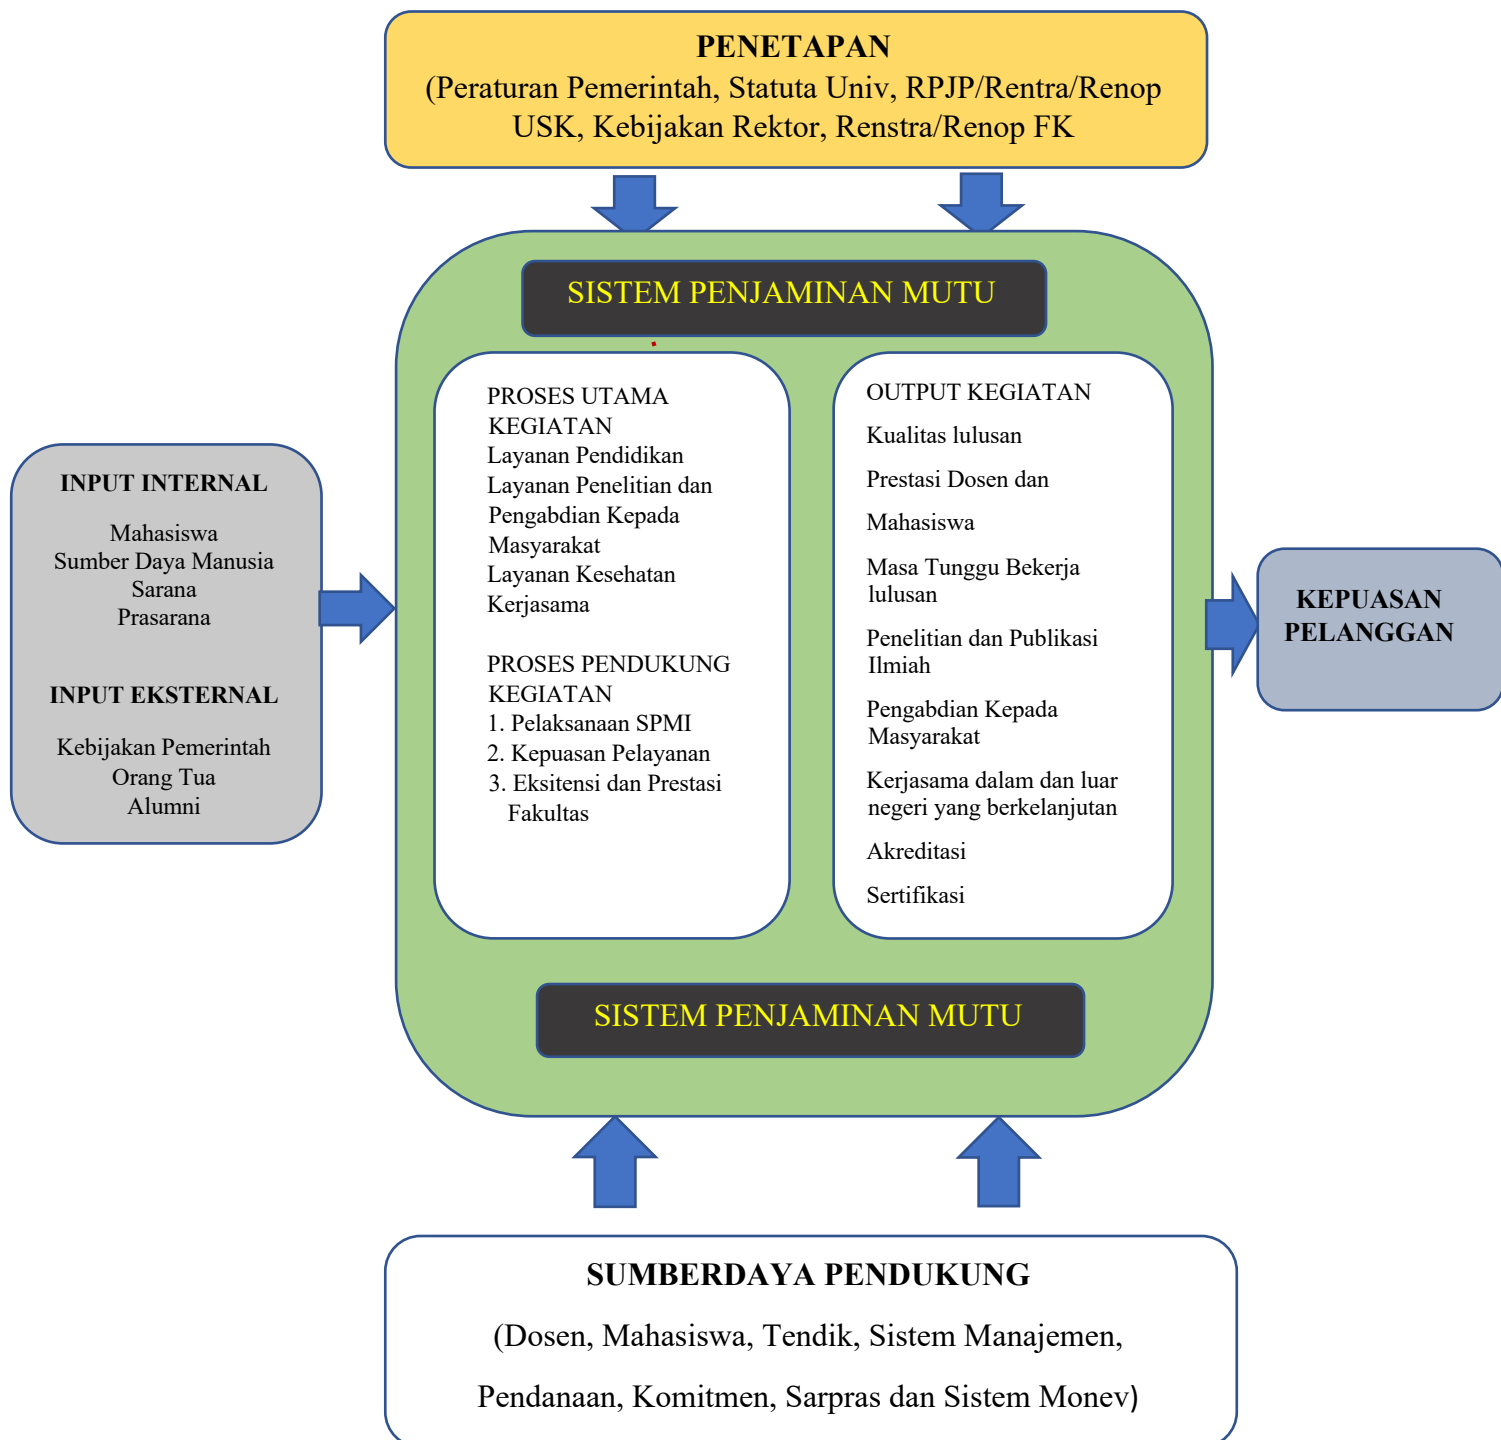 PENETAPAN
(Peraturan Pemerintah, Statuta Univ, RPJP/Rentra/Renop
USK, Kebijakan Rektor, Renstra/Renop FK
SISTEM PENJAMINAN MUTU
INPUT INTERNAL
Mahasiswa
Sumber Daya Manusia
Sarana
Prasarana
INPUT EKSTERNAL
Kebijakan Pemerintah
Orang Tua
Alumni
PROSES UTAMA
KEGIATAN
Layanan Pendidikan
Layanan Penelitian dan
Pengabdian Kepada
Masyarakat
Layanan Kesehatan
Kerjasama
PROSES PENDUKUNG
KEGIATAN
1. Pelaksanaan SPMI
2. Kepuasan Pelayanan
3. Eksitensi dan Prestasi
Fakultas
OUTPUT KEGIATAN
Kualitas lulusan
Prestasi Dosen dan
Mahasiswa
Masa Tunggu Bekerja
lulusan
Penelitian dan Publikasi
Ilmiah
Pengabdian Kepada
Masyarakat
Kerjasama dalam dan luar
negeri yang berkelanjutan
Akreditasi
Sertifikasi
KEPUASAN
PELANGGAN
SISTEM PENJAMINAN MUTU
SUMBERDAYA PENDUKUNG
(Dosen, Mahasiswa, Tendik, Sistem Manajemen,
Pendanaan, Komitmen, Sarpras dan Sistem Monev)